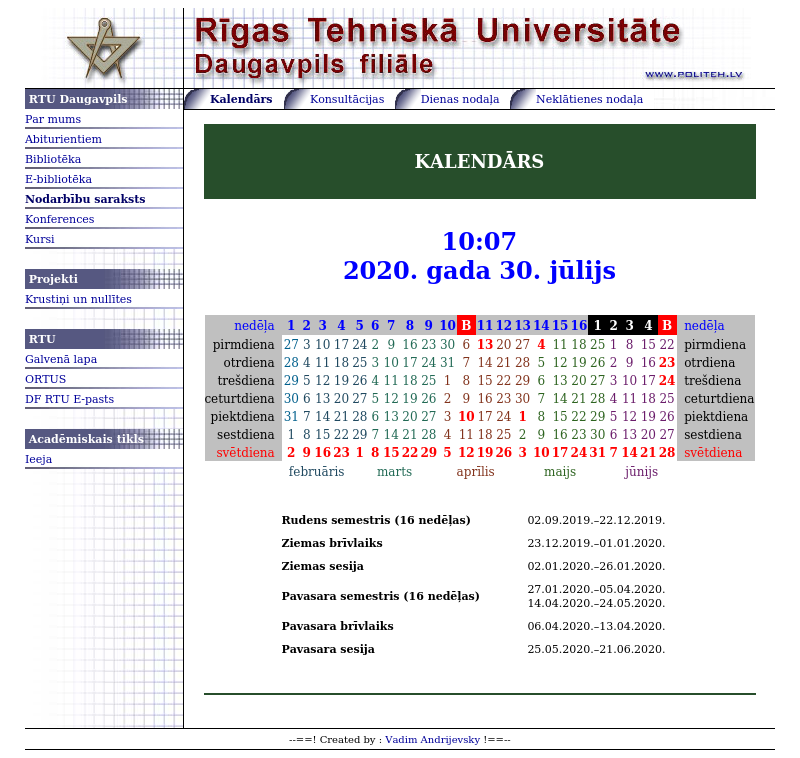 Rīgas Tehniskā Universitāte
Daugavpils filiāle
www.politeh.lv
RTU Daugavpils
Par mums
Abiturientiem
Bibliotēka
E-bibliotēka
Nodarbību saraksts
Konferences
Kursi
Projekti
Krustiņi un nullītes
RTU
Galvenā lapa
ORTUS
DF RTU E-pasts
Acadēmiskais tikls
Ieeja
Kalendārs Konsultācijas Dienas nodaļa Neklātienes nodaļa
KALENDĀRS
10:07
2020. gada 30. jūlijs
nedēļa 1 2 3 4 5 6 7 8 9 10 B 11 12 13 14 15 16 1 2 3 4 B nedēļa
pirmdiena 27 3 10 17 24 2 9 16 23 30 6 13 20 27 4 11 18 25 1 8 15 22 pirmdiena
otrdiena 28 4 11 18 25 3 10 17 24 31 7 14 21 28 5 12 19 26 2 9 16 23 otrdiena
trešdiena 29 5 12 19 26 4 11 18 25 1 8 15 22 29 6 13 20 27 3 10 17 24 trešdiena
ceturtdiena 30 6 13 20 27 5 12 19 26 2 9 16 23 30 7 14 21 28 4 11 18 25 ceturtdiena
piektdiena 31 7 14 21 28 6 13 20 27 3 10 17 24 1 8 15 22 29 5 12 19 26 piektdiena
sestdiena 1 8 15 22 29 7 14 21 28 4 11 18 25 2 9 16 23 30 6 13 20 27 sestdiena
svētdiena 2 9 16 23 1 8 15 22 29 5 12 19 26 3 10 17 24 31 7 14 21 28 svētdiena
februāris marts aprīlis maijs jūnijs
Rudens semestris (16 nedēļas) 02.09.2019.–22.12.2019.
Ziemas brīvlaiks 23.12.2019.–01.01.2020.
Ziemas sesija 02.01.2020.–26.01.2020.
Pavasara semestris (16 nedēļas) 27.01.2020.–05.04.2020.
14.04.2020.–24.05.2020.
Pavasara brīvlaiks 06.04.2020.–13.04.2020.
Pavasara sesija 25.05.2020.–21.06.2020.
--==! Created by : Vadim Andrijevsky !==--